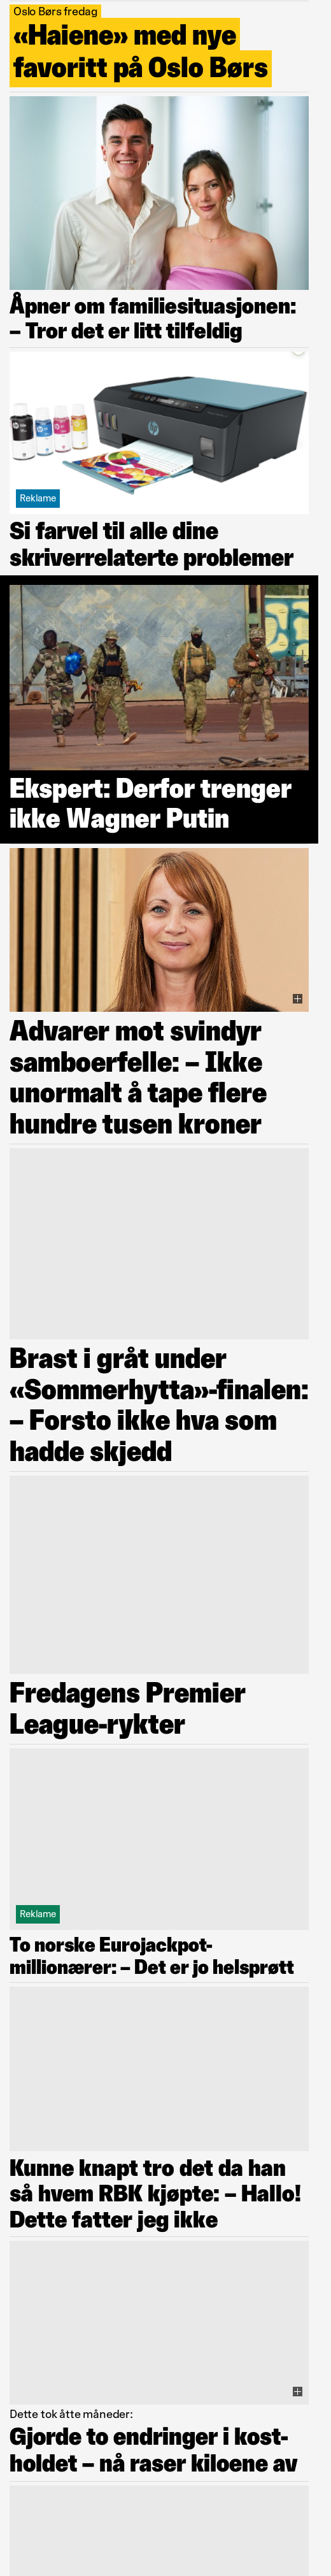 Oslo Børs fredag
«Haiene» med nye
favoritt på Oslo Børs
Åpner om familiesituasjonen:
– Tror det er litt tilfeldig
hp
Reklame
Si farvel til alle dine
skriverrelaterte problemer
Ekspert: Derfor trenger
ikke Wagner Putin
Advarer mot svindyr
samboerfelle: – Ikke
unormalt å tape flere
hundre tusen kroner
Brast i gråt under
«Sommerhytta»-finalen:
– Forsto ikke hva som
hadde skjedd
Fredagens Premier
League-rykter
Reklame
To norske Eurojackpot-
millionærer: – Det er jo helsprøtt
Kunne knapt tro det da han
så hvem RBK kjøpte: – Hallo!
Dette fatter jeg ikke
Dette tok åtte måneder:
Gjorde to endringer i kost-
holdet – nå raser kiloene av